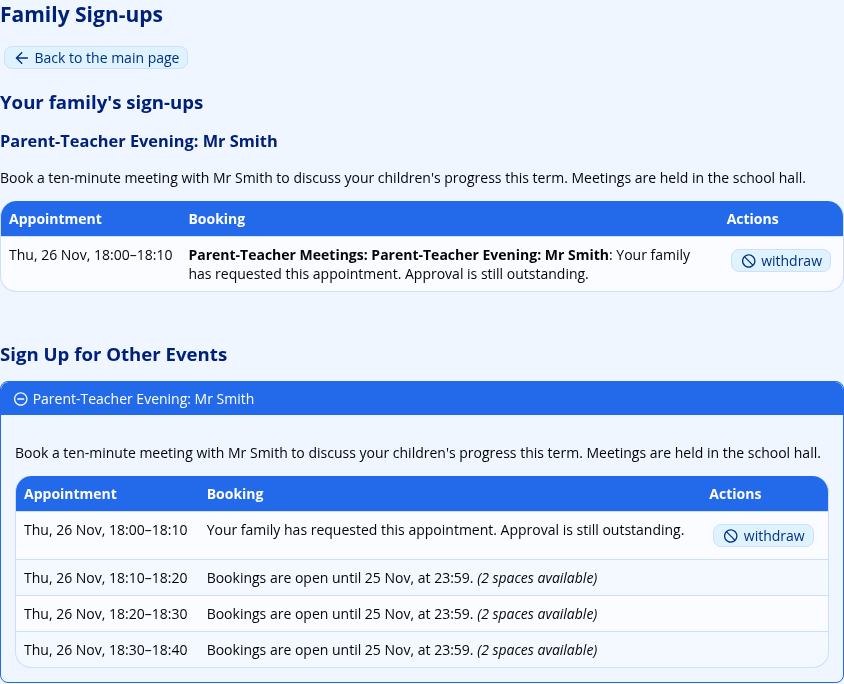 Family Sign-ups
Back to the main page
Your family's sign-ups
Parent-Teacher Evening: Mr Smith
Book a ten-minute meeting with Mr Smith to discuss your children's progress this term. Meetings are held in the school hall.
Appointment Booking Actions
Thu, 26 Nov, 18:00–18:10 Parent-Teacher Meetings: Parent-Teacher Evening: Mr Smith: Your family withdraw
has requested this appointment. Approval is still outstanding.
Sign Up for Other Events
Parent-Teacher Evening: Mr Smith
Book a ten-minute meeting with Mr Smith to discuss your children's progress this term. Meetings are held in the school hall.
Appointment Booking Actions
Thu, 26 Nov, 18:00–18:10 Your family has requested this appointment. Approval is still outstanding. withdraw
Thu, 26 Nov, 18:10–18:20 Bookings are open until 25 Nov, at 23:59. (2 spaces available)
Thu, 26 Nov, 18:20–18:30 Bookings are open until 25 Nov, at 23:59. (2 spaces available)
Thu, 26 Nov, 18:30–18:40 Bookings are open until 25 Nov, at 23:59. (2 spaces available)